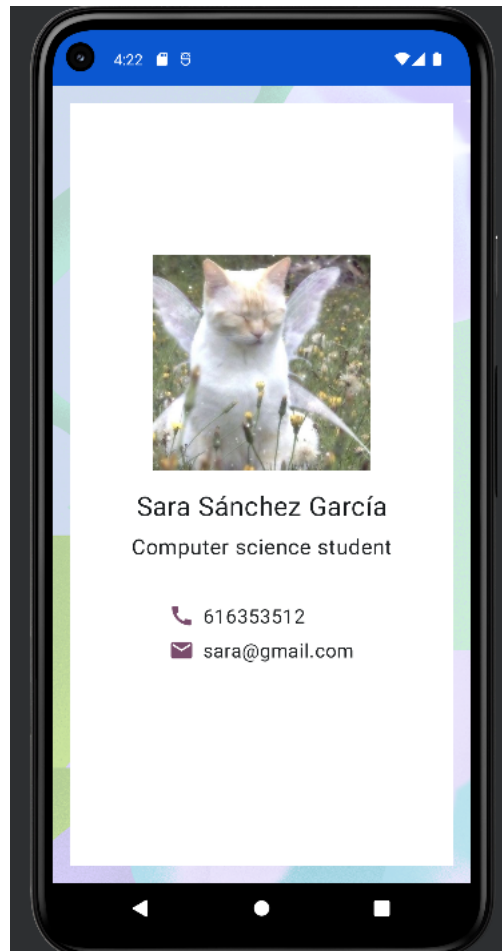 4:22
Sara Sánchez García
Computer science student
616353512
sara@gmail.com